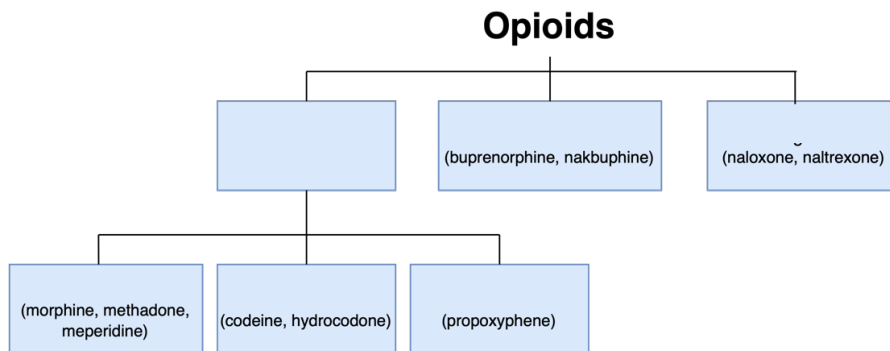 Opioids
(buprenorphine, nakbuphine)
(naloxone, naltrexone)
(morphine, methadone,
meperidine)
(codeine, hydrocodone)
(propoxyphene)